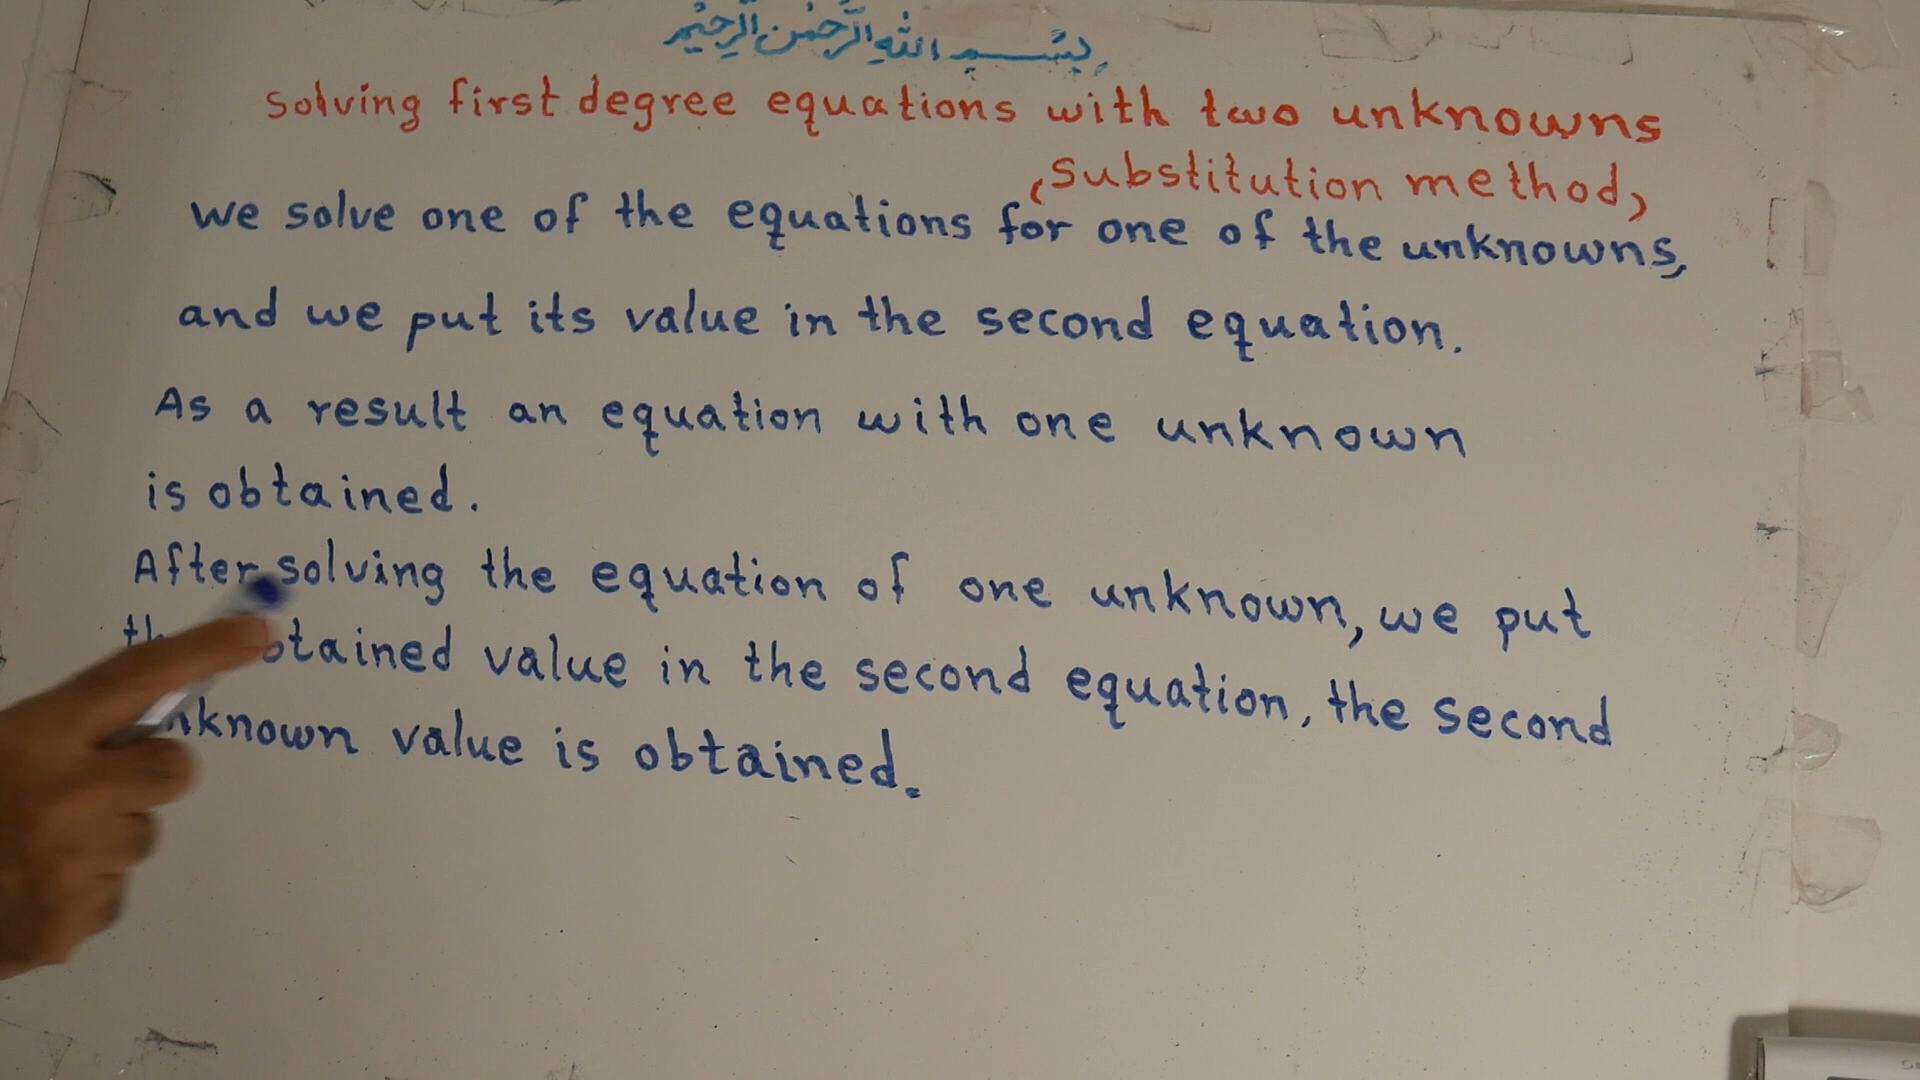 بِسْمِ اللهِ الرَّحْمٰنِ الرَّحِيْمِ
solving first degree equations with two unknowns
(substitution method)
we solve one of the equations for one of the unknowns,
and we put its value in the second equation.
As a result an equation with one unknown
is obtained.
After solving the equation of one unknown, we put
value in the second equation, the second
value is obtained.